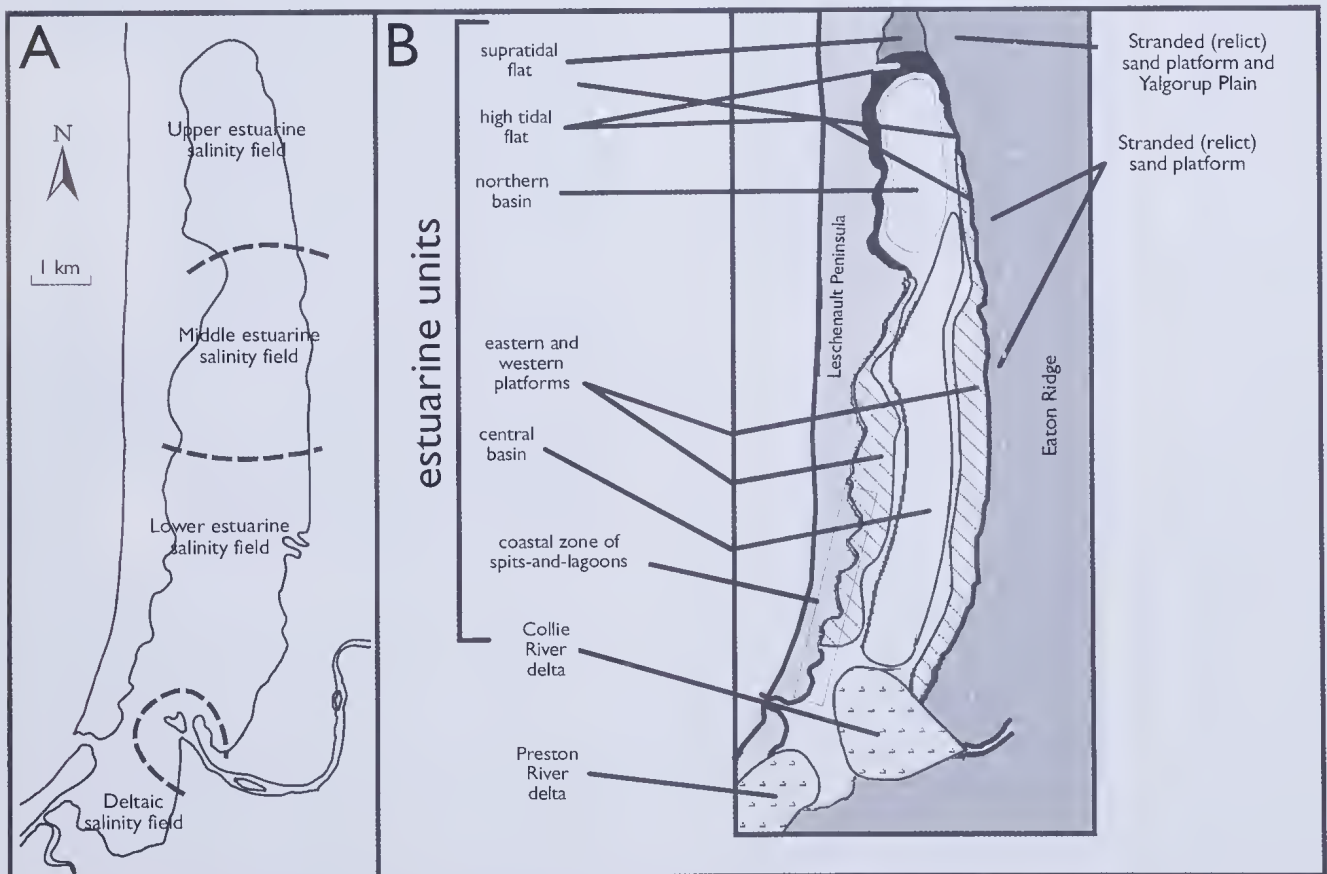 A
N
1 km
Upper estuarine
salinity field
Middle estuarine
salinity field
Lower estuarine
salinity field
Deltaic
salinity field
B
estuarine units
supratidal
flat
high tidal
flat
northern
basin
eastern and
western
platforms
central
basin
coastal zone of
spits-and-lagoons
Collie
River
delta
Preston
River
delta
Leschenault Peninsula
Eaton Ridge
Stranded (relict)
sand platform and
Yalgorup Plain
Stranded (relict)
sand platform